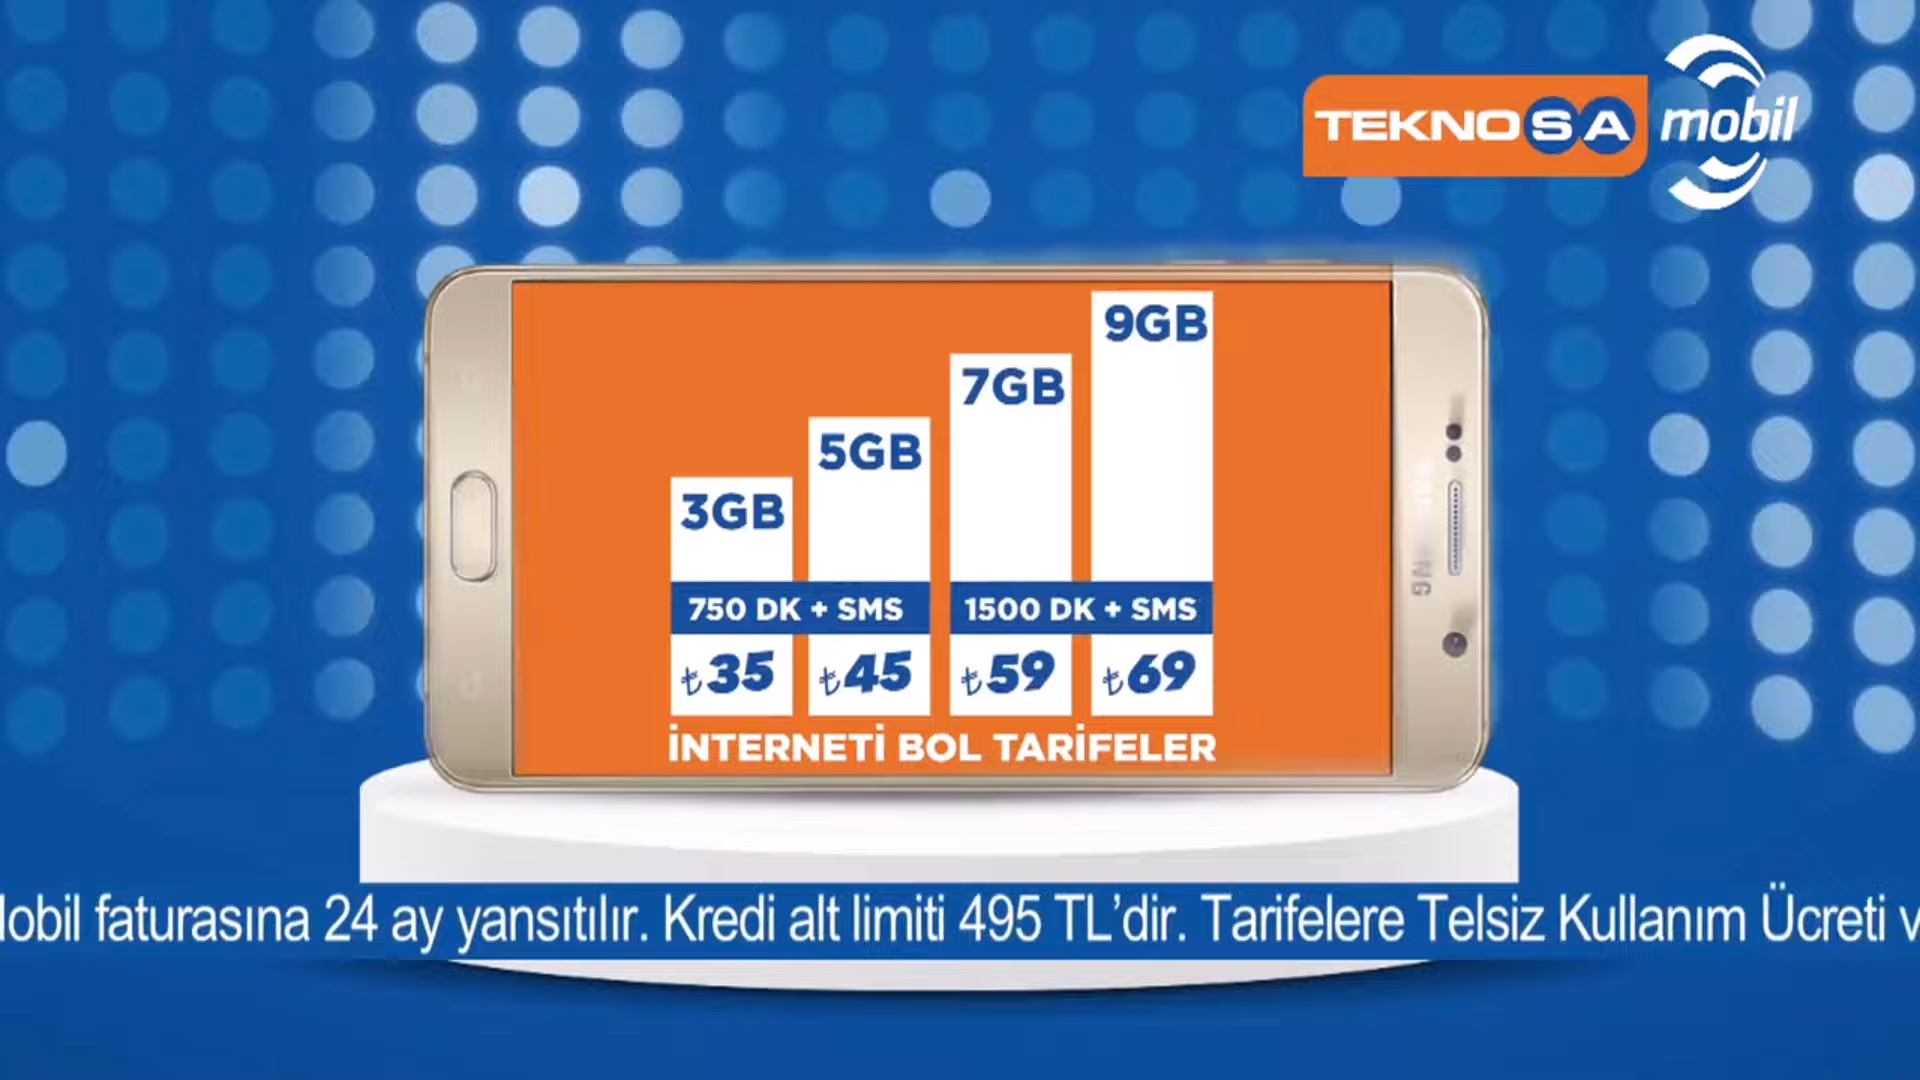 TEKNOSA mobil
9GB
7GB
5GB
3GB
750 DK + SMS 1500 DK + SMS
₺35 ₺45 ₺59 ₺69
İNTERNETİ BOL TARİFELER
faturasına 24 ay yansıtılır. Kredi alt limiti 495 TL'dir. Tarifelere Telsiz Kullanım Ücreti